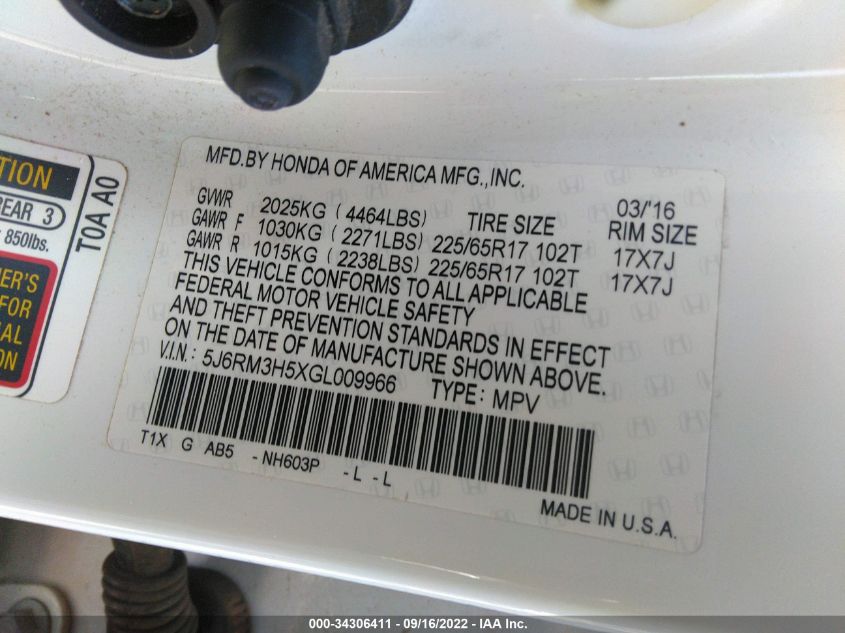 TION
REAR 3
850lbs.
NER'S
FOR
AL
ON
T0A A0
MFD.BY HONDA OF AMERICA MFG.,INC.
03/'16
GVWR 2025KG (4464LBS) TIRE SIZE RIM SIZE
GAWR F 1030KG (2271LBS) 225/65R17 102T 17X7J
GAWR R 1015KG (2238LBS) 225/65R17 102T 17X7J
THIS VEHICLE CONFORMS TO ALL APPLICABLE
FEDERAL MOTOR VEHICLE SAFETY
AND THEFT PREVENTION STANDARDS IN EFFECT
ON THE DATE OF MANUFACTURE SHOWN ABOVE.
V.I.N.: 5J6RM3H5XGL009966 TYPE: MPV
T1X G AB5 -NH603P -L -L
MADE IN U.S.A.
000-34306411 - 09/16/2022 - IAA Inc.